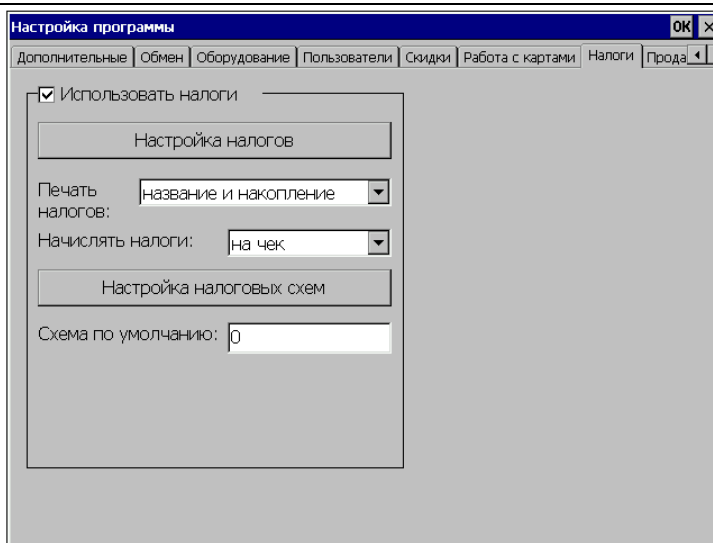 Настройка программы OK ×
Дополнительные Обмен Оборудование Пользователи Скидки Работа с картами Налоги Прода
Использовать налоги
Настройка налогов
Печать налогов: название и накопление
Начислять налоги: на чек
Настройка налоговых схем
Схема по умолчанию: 0